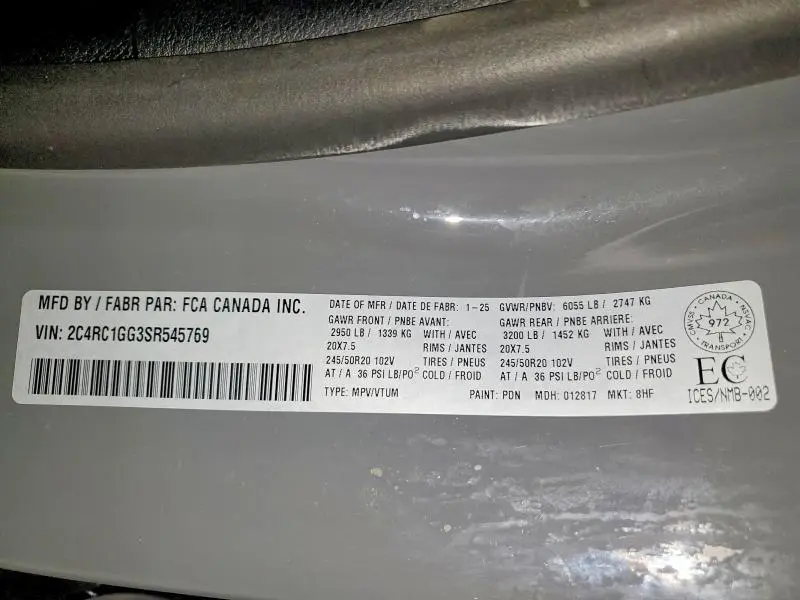 MFD BY / FABR PAR: FCA CANADA INC.
VIN: 2C4RC1GG3SR545769
DATE OF MFR / DATE DE FABR: 1-25 GVWR/PNBV: 6055 LB / 2747 KG
GAWR FRONT / PNBE AVANT: GAWR REAR / PNBE ARRIERE:
2950 LB / 1339 KG WITH / AVEC 3200 LB / 1452 KG WITH / AVEC
20X7.5 RIMS / JANTES 20X7.5 RIMS / JANTES
245/50R20 102V TIRES / PNEUS 245/50R20 102V TIRES / PNEUS
AT / A 36 PSI LB/PO² COLD / FROID AT / A 36 PSI LB/PO² COLD / FROID
TYPE: MPV/VTUM PAINT: PDN MDH: 012817 MKT: 8HF
CANADA
CMVSS NSVAC
972
TRANSPORT
EC
ICES/NMB-002